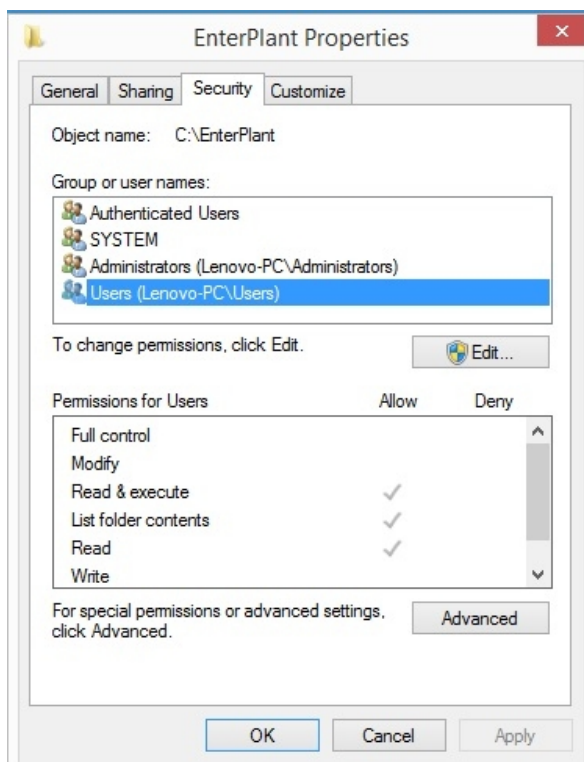 EnterPlant Properties
General Sharing Security Customize
Object name: C:\EnterPlant
Group or user names:
Authenticated Users
SYSTEM
Administrators (Lenovo-PC\Administrators)
Users (Lenovo-PC\Users)
To change permissions, click Edit.
Edit...
Permissions for Users Allow Deny
Full control
Modify
Read & execute
List folder contents
Read
Write
For special permissions or advanced settings,
click Advanced.
Advanced
OK Cancel Apply